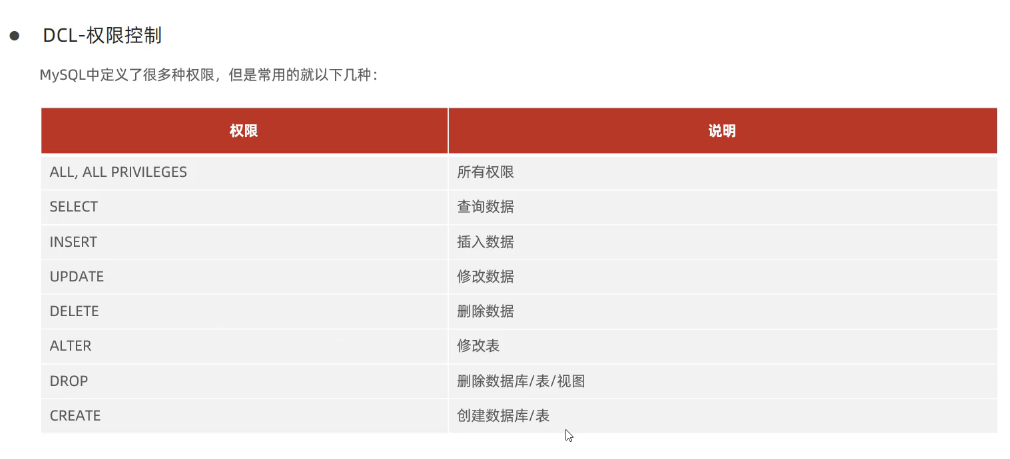 DCL-权限控制
MySQL中定义了很多种权限，但是常用的就以下几种：
权限 说明
ALL, ALL PRIVILEGES 所有权限
SELECT 查询数据
INSERT 插入数据
UPDATE 修改数据
DELETE 删除数据
ALTER 修改表
DROP 删除数据库/表/视图
CREATE 创建数据库/表